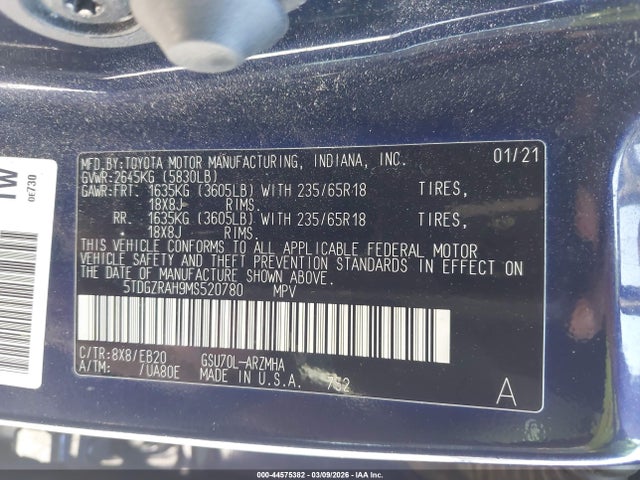 MFD.BY:TOYOTA MOTOR MANUFACTURING, INDIANA, INC. 01/21
GVWR:2645KG (5830LB)
GAWR:FRT. 1635KG (3605LB) WITH 235/65R18 TIRES,
18X8J RIMS.
RR. 1635KG (3605LB) WITH 235/65R18 TIRES,
18X8J RIMS.
THIS VEHICLE CONFORMS TO ALL APPLICABLE FEDERAL MOTOR
VEHICLE SAFETY AND THEFT PREVENTION STANDARDS IN EFFECT ON
THE DATE OF MANUFACTURE SHOWN ABOVE.
5TDGZRAH9MS520780 MPV
C/TR:8X8/EB20 GSU70L-ARZMHA
A/TM: /UA80E MADE IN U.S.A. 7S2
A
1W
0E730
000-44575382 - 03/09/2026 - IAA Inc.